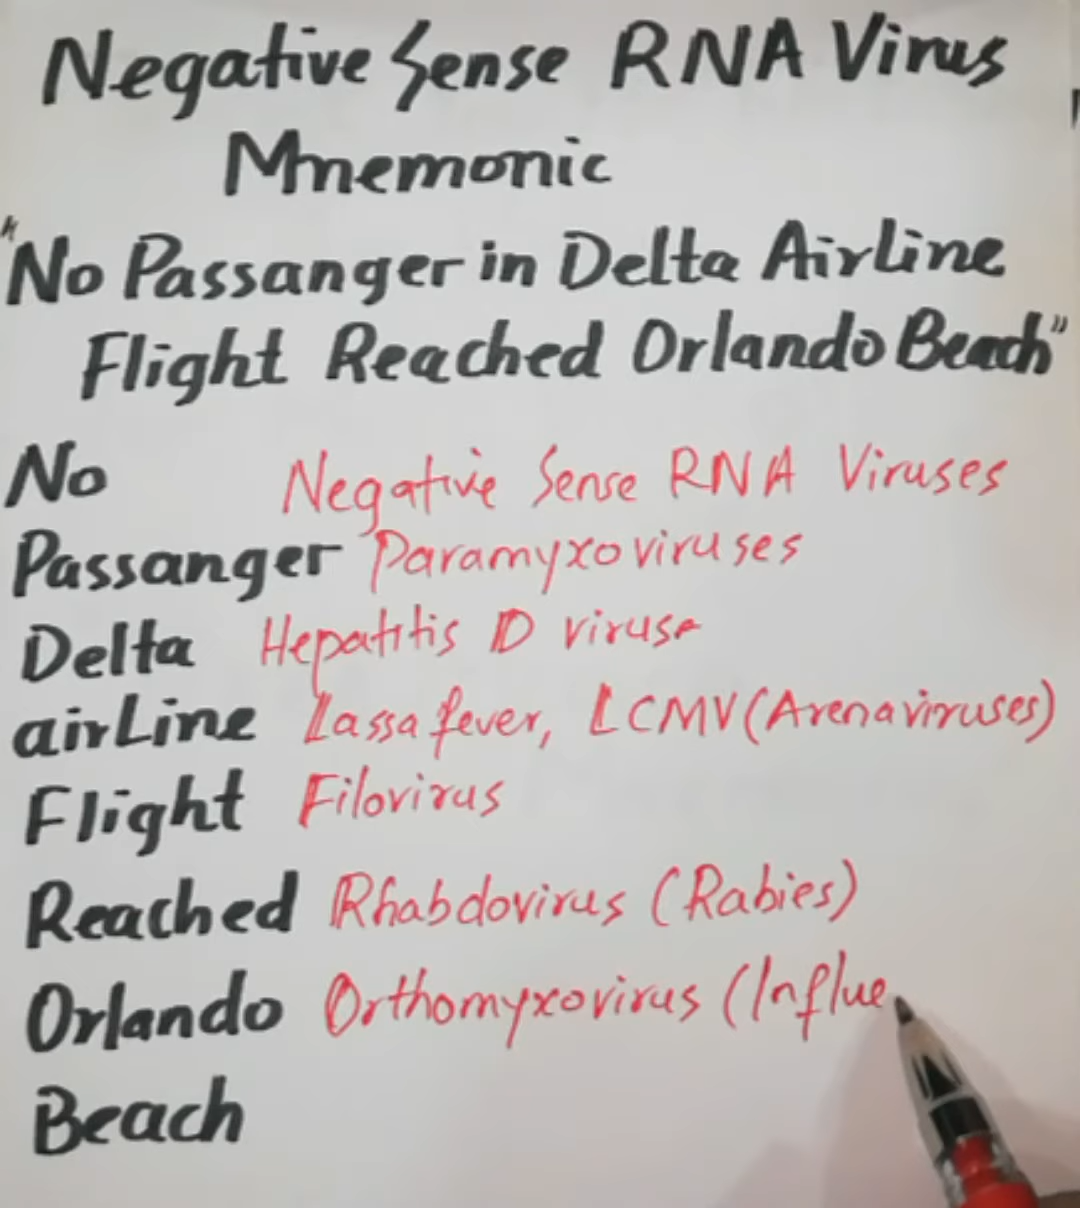 Negative Sense RNA Virus
Mnemonic
"No Passanger in Delta Airline
Flight Reached Orlando Beach"
No Negative Sense RNA Viruses
Passanger Paramyxoviruses
Delta Hepatitis D viruse
airLine Lassa fever, LCMV (Arenaviruses)
Flight Filovirus
Reached Rhabdovirus (Rabies)
Orlando Orthomyxovirus (Influe
Beach